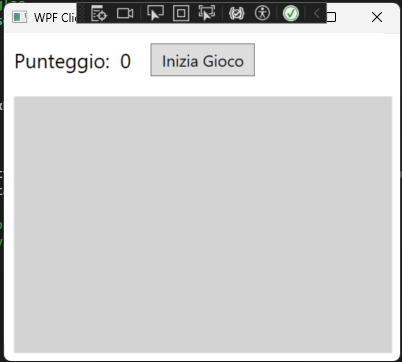 WPF Clic
Punteggio: 0
Inizia Gioco